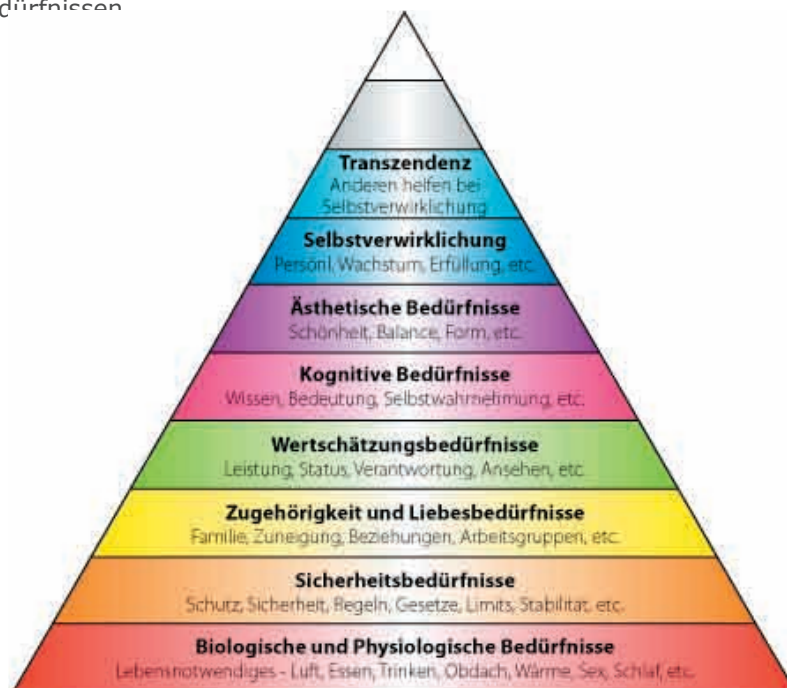 edürfnissen
Transzendenz
Anderen helfen bei
Selbstverwirklichung
Selbstverwirklichung
Persönl. Wachstum, Erfüllung, etc.
Ästhetische Bedürfnisse
Schönheit, Balance, Form, etc.
Kognitive Bedürfnisse
Wissen, Bedeutung, Selbstwahrnehmung, etc.
Wertschätzungsbedürfnisse
Leistung, Status, Verantwortung, Ansehen, etc.
Zugehörigkeit und Liebesbedürfnisse
Familie, Zuneigung, Beziehungen, Arbeitsgruppen, etc.
Sicherheitsbedürfnisse
Schutz, Sicherheit, Regeln, Gesetze, Limits, Stabilität, etc.
Biologische und Physiologische Bedürfnisse
Lebensnotwendiges - Luft, Essen, Trinken, Obdach, Wärme, Sex, Schlaf, etc.